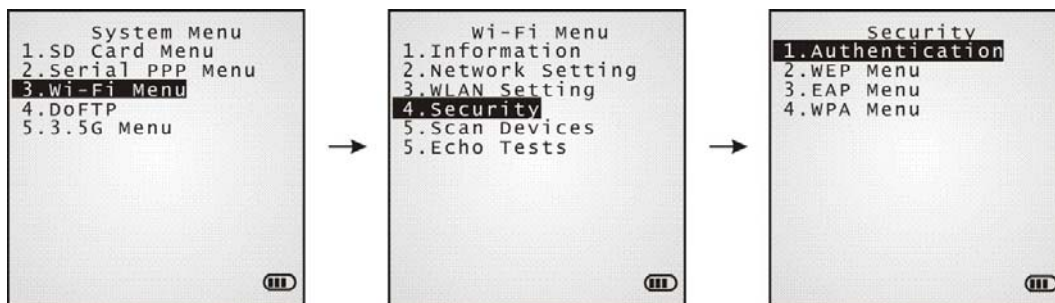 System Menu
1.SD Card Menu
2.Serial PPP Menu
3.Wi-Fi Menu
4.DoFTP
5.3.5G Menu
Wi-Fi Menu
1.Information
2.Network Setting
3.WLAN Setting
4.Security
5.Scan Devices
5.Echo Tests
Security
1.Authentication
2.WEP Menu
3.EAP Menu
4.WPA Menu